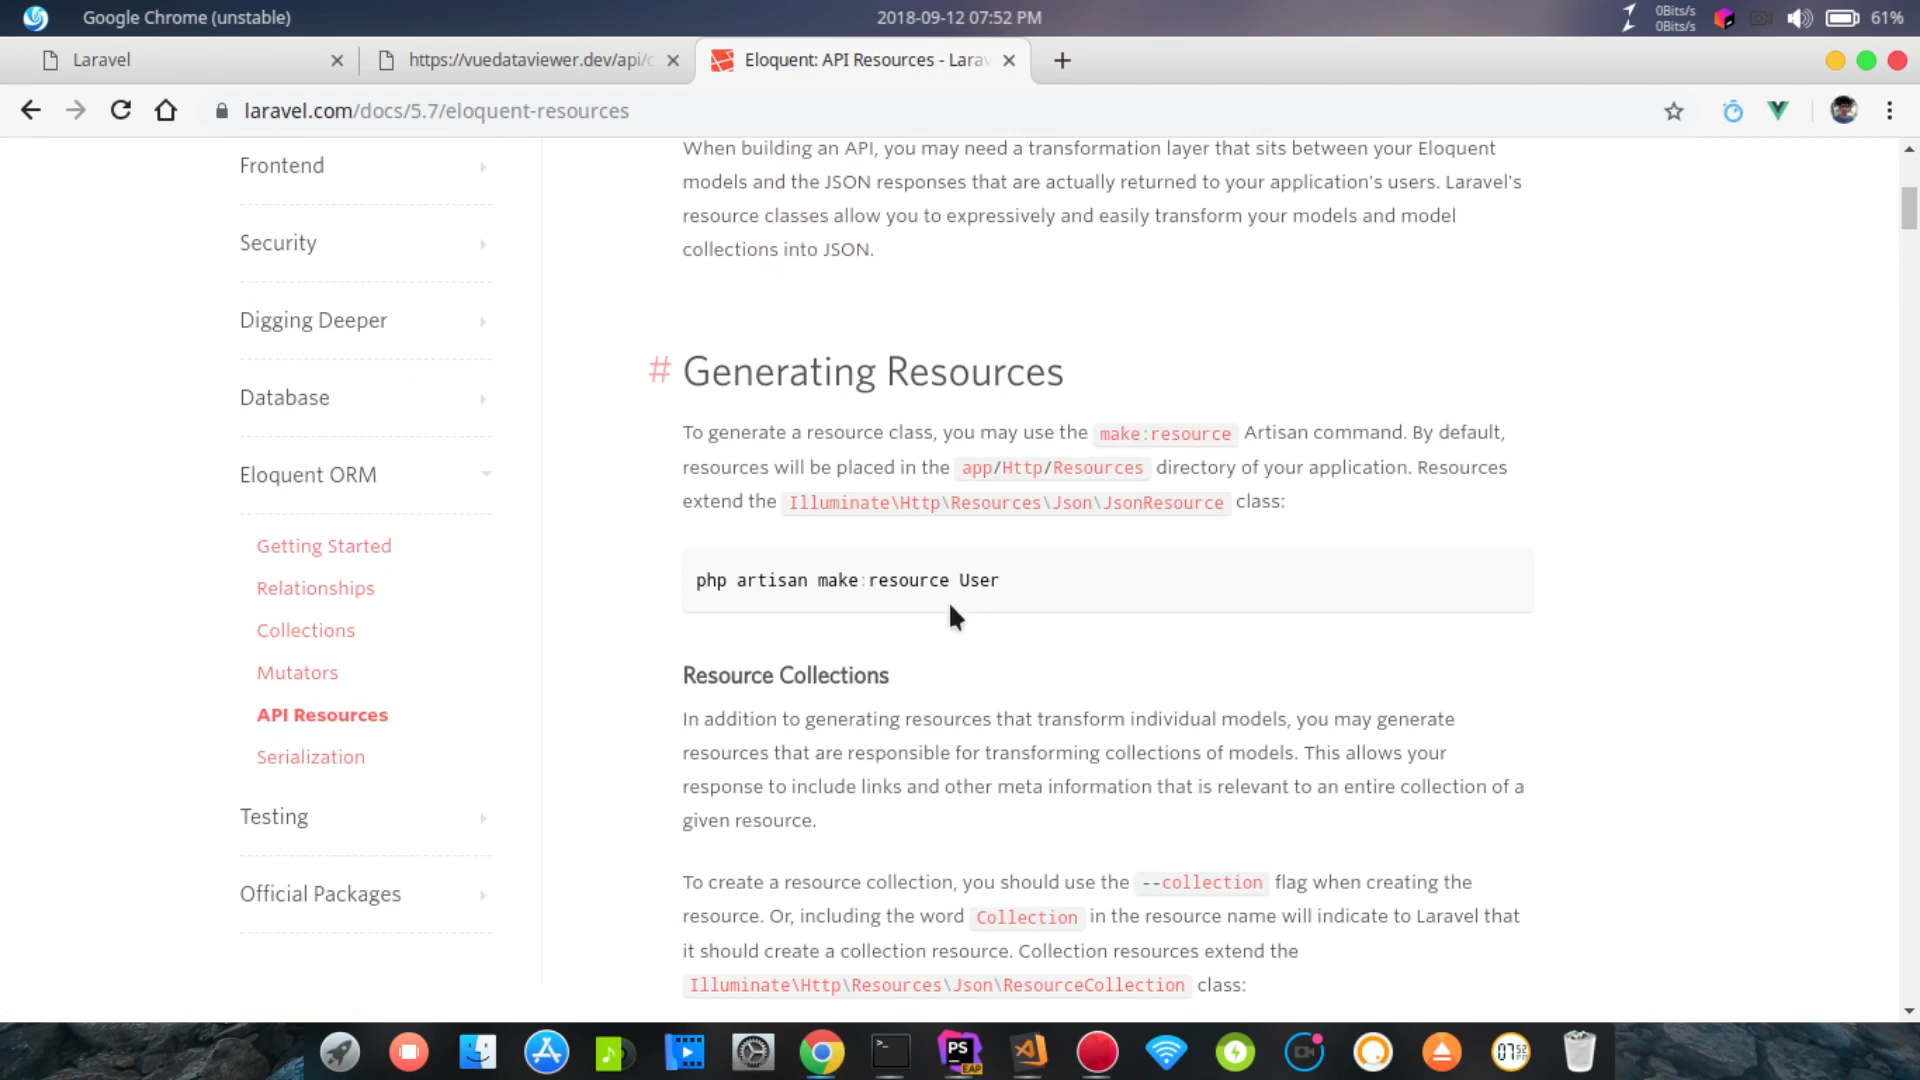 Google Chrome (unstable)
2018-09-12 07:52 PM
0Bits/s
0Bits/s
61%
Laravel
https://vuedataviewer.dev/api/c
Eloquent: API Resources - Larav
laravel.com/docs/5.7/eloquent-resources
Frontend
Security
Digging Deeper
Database
Eloquent ORM
Getting Started
Relationships
Collections
Mutators
API Resources
Serialization
Testing
Official Packages
When building an API, you may need a transformation layer that sits between your Eloquent
models and the JSON responses that are actually returned to your application's users. Laravel's
resource classes allow you to expressively and easily transform your models and model
collections into JSON.
# Generating Resources
To generate a resource class, you may use the make:resource Artisan command. By default,
resources will be placed in the app/Http/Resources directory of your application. Resources
extend the Illuminate\Http\Resources\Json\JsonResource class:
php artisan make:resource User
Resource Collections
In addition to generating resources that transform individual models, you may generate
resources that are responsible for transforming collections of models. This allows your
response to include links and other meta information that is relevant to an entire collection of a
given resource.
To create a resource collection, you should use the --collection flag when creating the
resource. Or, including the word Collection in the resource name will indicate to Laravel that
it should create a collection resource. Collection resources extend the
Illuminate\Http\Resources\Json\ResourceCollection class:
PS
EAP
07:52